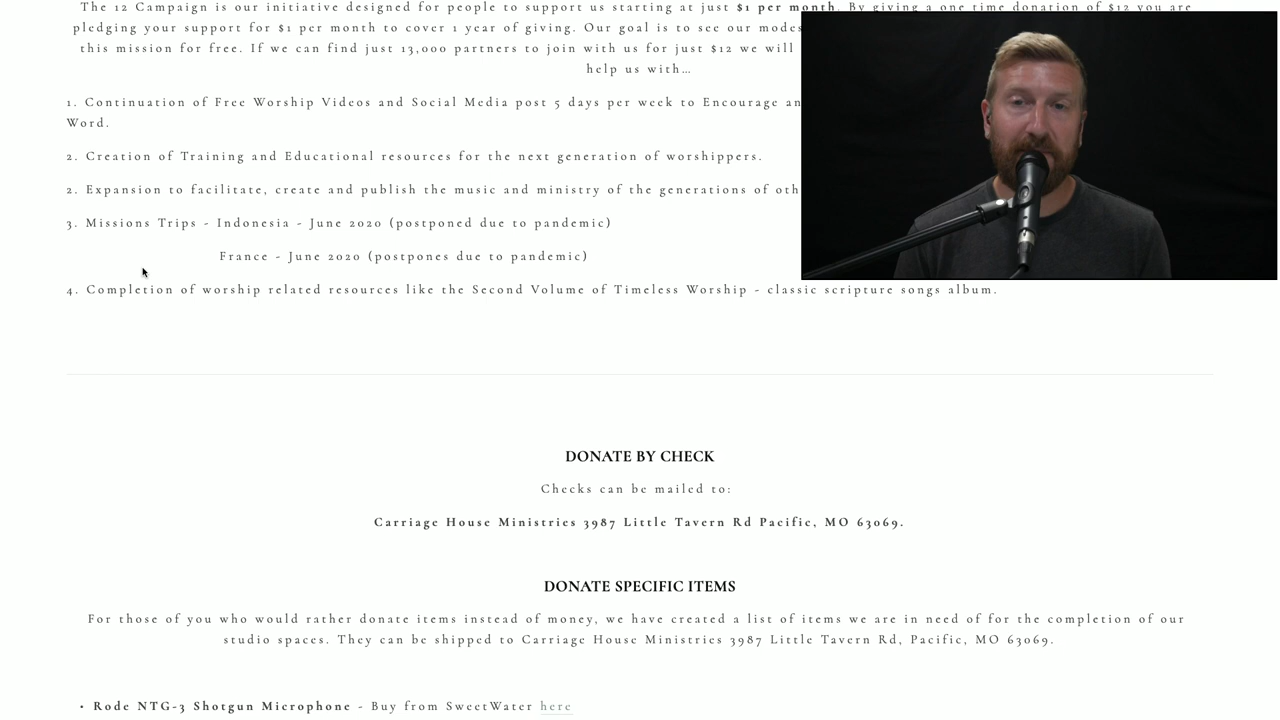 The 12 Campaign is our initiative designed for people to support us starting at just $1 per month. By giving a one time donation of $12 you are
pledging your support for $1 per month to cover 1 year of giving. Our goal is to see our modes
this mission for free. If we can find just 13,000 partners to join with us for just $12 we will
help us with…
1. Continuation of Free Worship Videos and Social Media post 5 days per week to Encourage an
Word.
2. Creation of Training and Educational resources for the next generation of worshippers.
2. Expansion to facilitate, create and publish the music and ministry of the generations of oth
3. Missions Trips - Indonesia - June 2020 (postponed due to pandemic)
France - June 2020 (postpones due to pandemic)
4. Completion of worship related resources like the Second Volume of Timeless Worship - classic scripture songs album.
DONATE BY CHECK
Checks can be mailed to:
Carriage House Ministries 3987 Little Tavern Rd Pacific, MO 63069.
DONATE SPECIFIC ITEMS
For those of you who would rather donate items instead of money, we have created a list of items we are in need of for the completion of our
studio spaces. They can be shipped to Carriage House Ministries 3987 Little Tavern Rd, Pacific, MO 63069.
• Rode NTG-3 Shotgun Microphone - Buy from SweetWater here